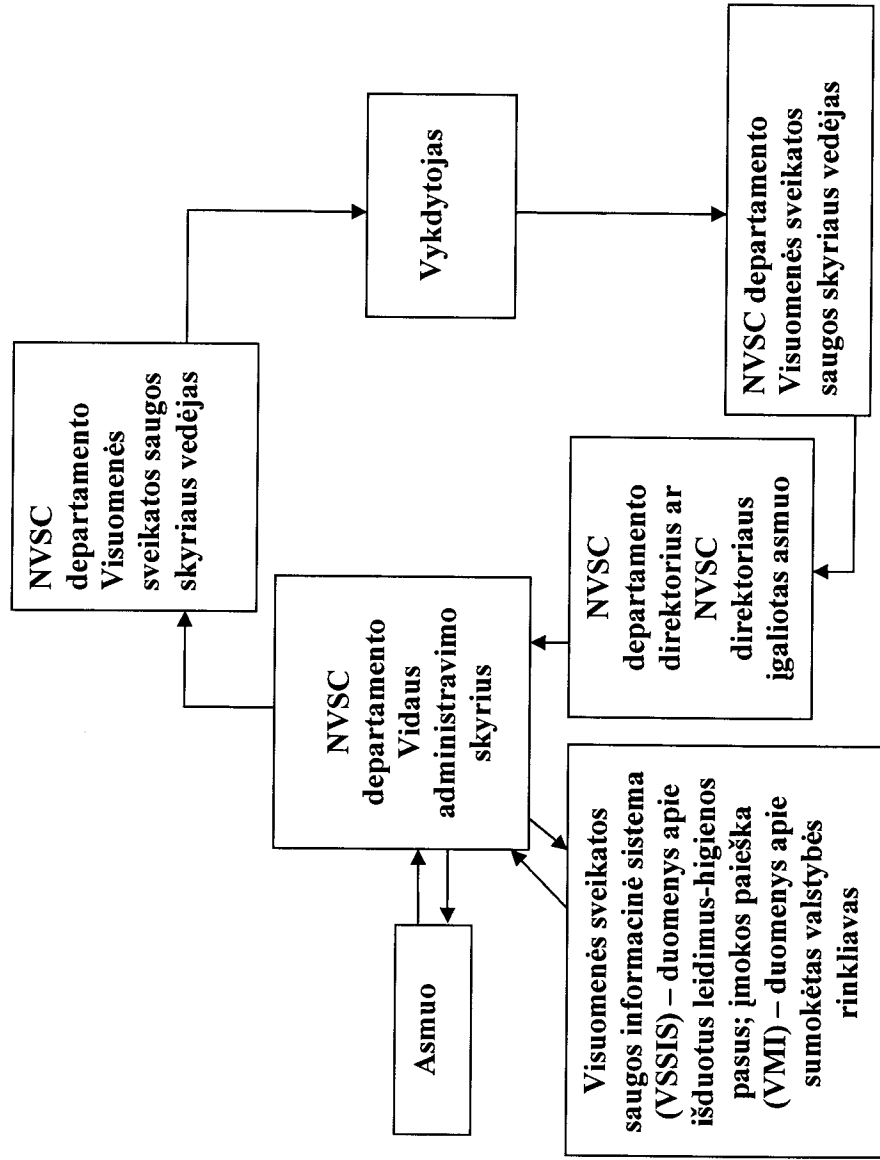 Asmuo
NVSC
departamento
Vidaus
administravimo
skyrius
NVSC
departamento
Visuomenės
sveikatos saugos
skyriaus vedėjas
Vykdytojas
NVSC departamento
Visuomenės sveikatos
saugos skyriaus vedėjas
NVSC
departamento
direktorius ar
NVSC
direktoriaus
įgaliotas asmuo
Visuomenės sveikatos
saugos informacinė sistema
(VSSIS) – duomenys apie
išduotus leidimus-higienos
pasus; įmokos paieška
(VMI) – duomenys apie
sumokėtas valstybės
rinkliavas